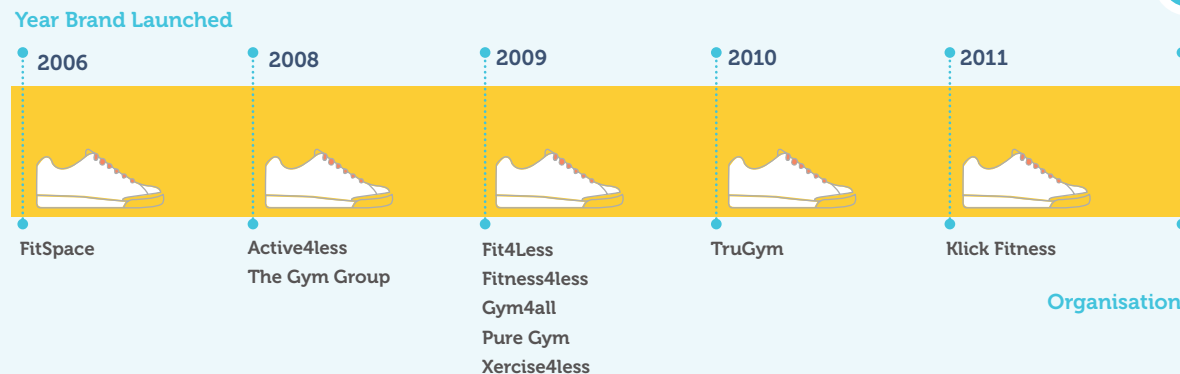 Year Brand Launched
2006
2008
2009
2010
2011
FitSpace
Active4less
The Gym Group
Fit4Less
Fitness4less
Gym4all
Pure Gym
Xercise4less
TruGym
Klick Fitness
Organisation